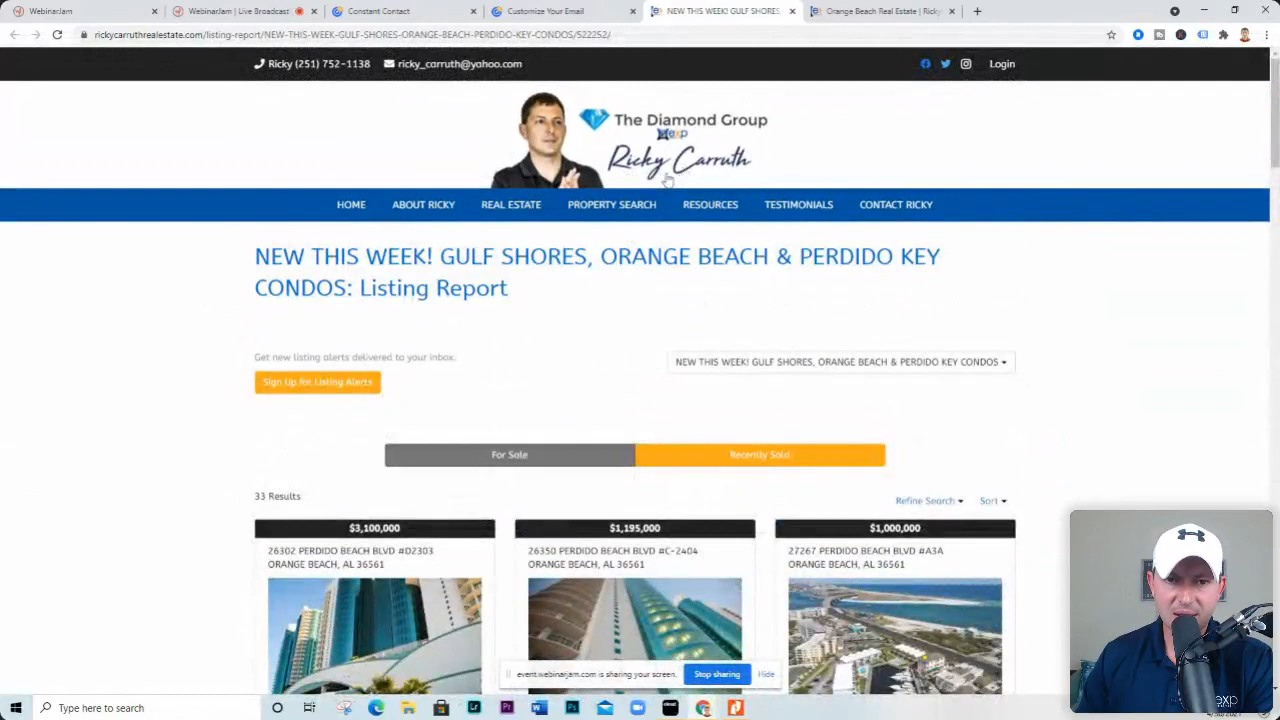 WebinarJam
WebinarJam | Live Broadcast
Constant Contact
Customize Your Email
NEW THIS WEEK! GULF SHORES,
Orange Beach Real Estate | Ricky
rickycarruthrealestate.com/listing-report/NEW-THIS-WEEK-GULF-SHORES-ORANGE-BEACH-PERDIDO-KEY-CONDOS/522252/
Ricky (251) 752-1138 ricky_carruth@yahoo.com Login
The Diamond Group
exp
Ricky Carruth
HOME ABOUT RICKY REAL ESTATE PROPERTY SEARCH RESOURCES TESTIMONIALS CONTACT RICKY
NEW THIS WEEK! GULF SHORES, ORANGE BEACH & PERDIDO KEY
CONDOS: Listing Report
Get new listing alerts delivered to your inbox.
NEW THIS WEEK! GULF SHORES, ORANGE BEACH & PERDIDO KEY CONDOS
Sign Up for Listing Alerts
For Sale Recently Sold
33 Results Refine Search Sort
$3,100,000 $1,195,000 $1,000,000
26302 PERDIDO BEACH BLVD #D2303 26350 PERDIDO BEACH BLVD #C-2404 27267 PERDIDO BEACH BLVD #A3A
ORANGE BEACH, AL 36561 ORANGE BEACH, AL 36561 ORANGE BEACH, AL 36561
event.webinarjam.com is sharing your screen. Stop sharing Hide
Type here to search
exp